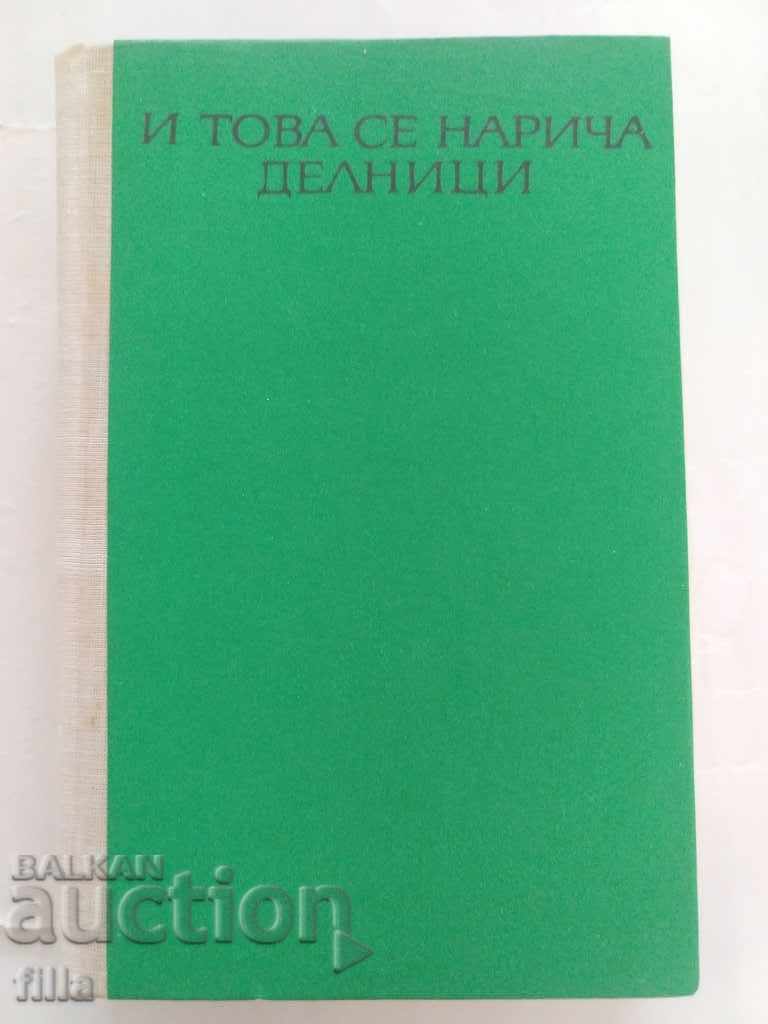 И ТОВА СЕ НАРИЧА
ДЕЛНИЦИ
BALKAN
auction
filla